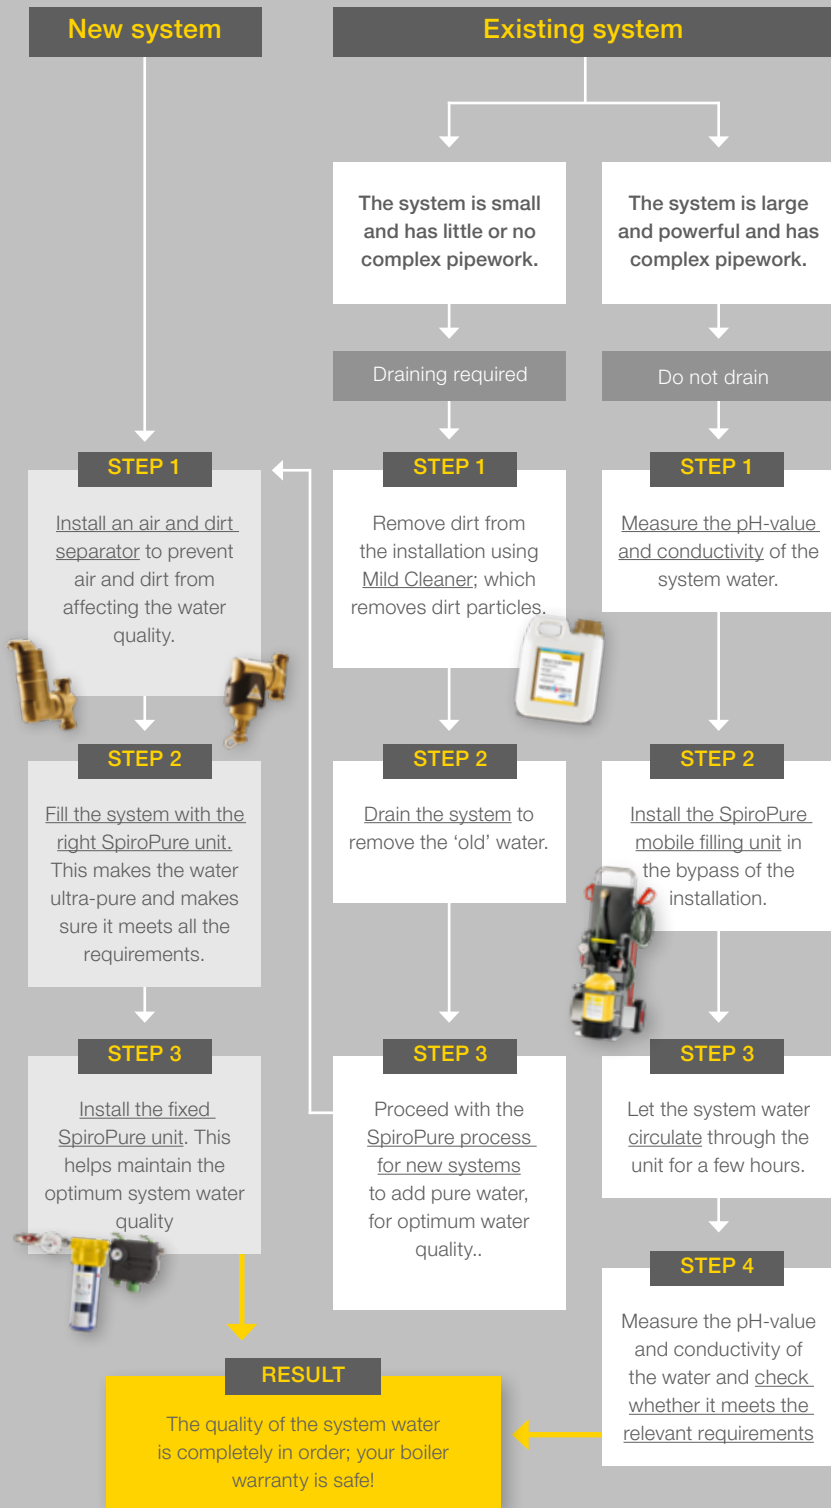 New system
Existing system
The system is small
and has little or no
complex pipework.
The system is large
and powerful and has
complex pipework.
Draining required
Do not drain
STEP 1
Install an air and dirt
separator to prevent
air and dirt from
affecting the water
quality.
STEP 2
Fill the system with the
right SpiroPure unit.
This makes the water
ultra-pure and makes
sure it meets all the
requirements.
STEP 3
Install the fixed
SpiroPure unit. This
helps maintain the
optimum system water
quality
STEP 1
Remove dirt from
the installation using
Mild Cleaner; which
removes dirt particles.
STEP 2
Drain the system to
remove the ‘old’ water.
STEP 3
Proceed with the
SpiroPure process
for new systems
to add pure water,
for optimum water
quality..
STEP 1
Measure the pH-value
and conductivity of the
system water.
STEP 2
Install the SpiroPure
mobile filling unit in
the bypass of the
installation.
STEP 3
Let the system water
circulate through the
unit for a few hours.
STEP 4
Measure the pH-value
and conductivity of
the water and check
whether it meets the
relevant requirements
RESULT
The quality of the system water
is completely in order; your boiler
warranty is safe!